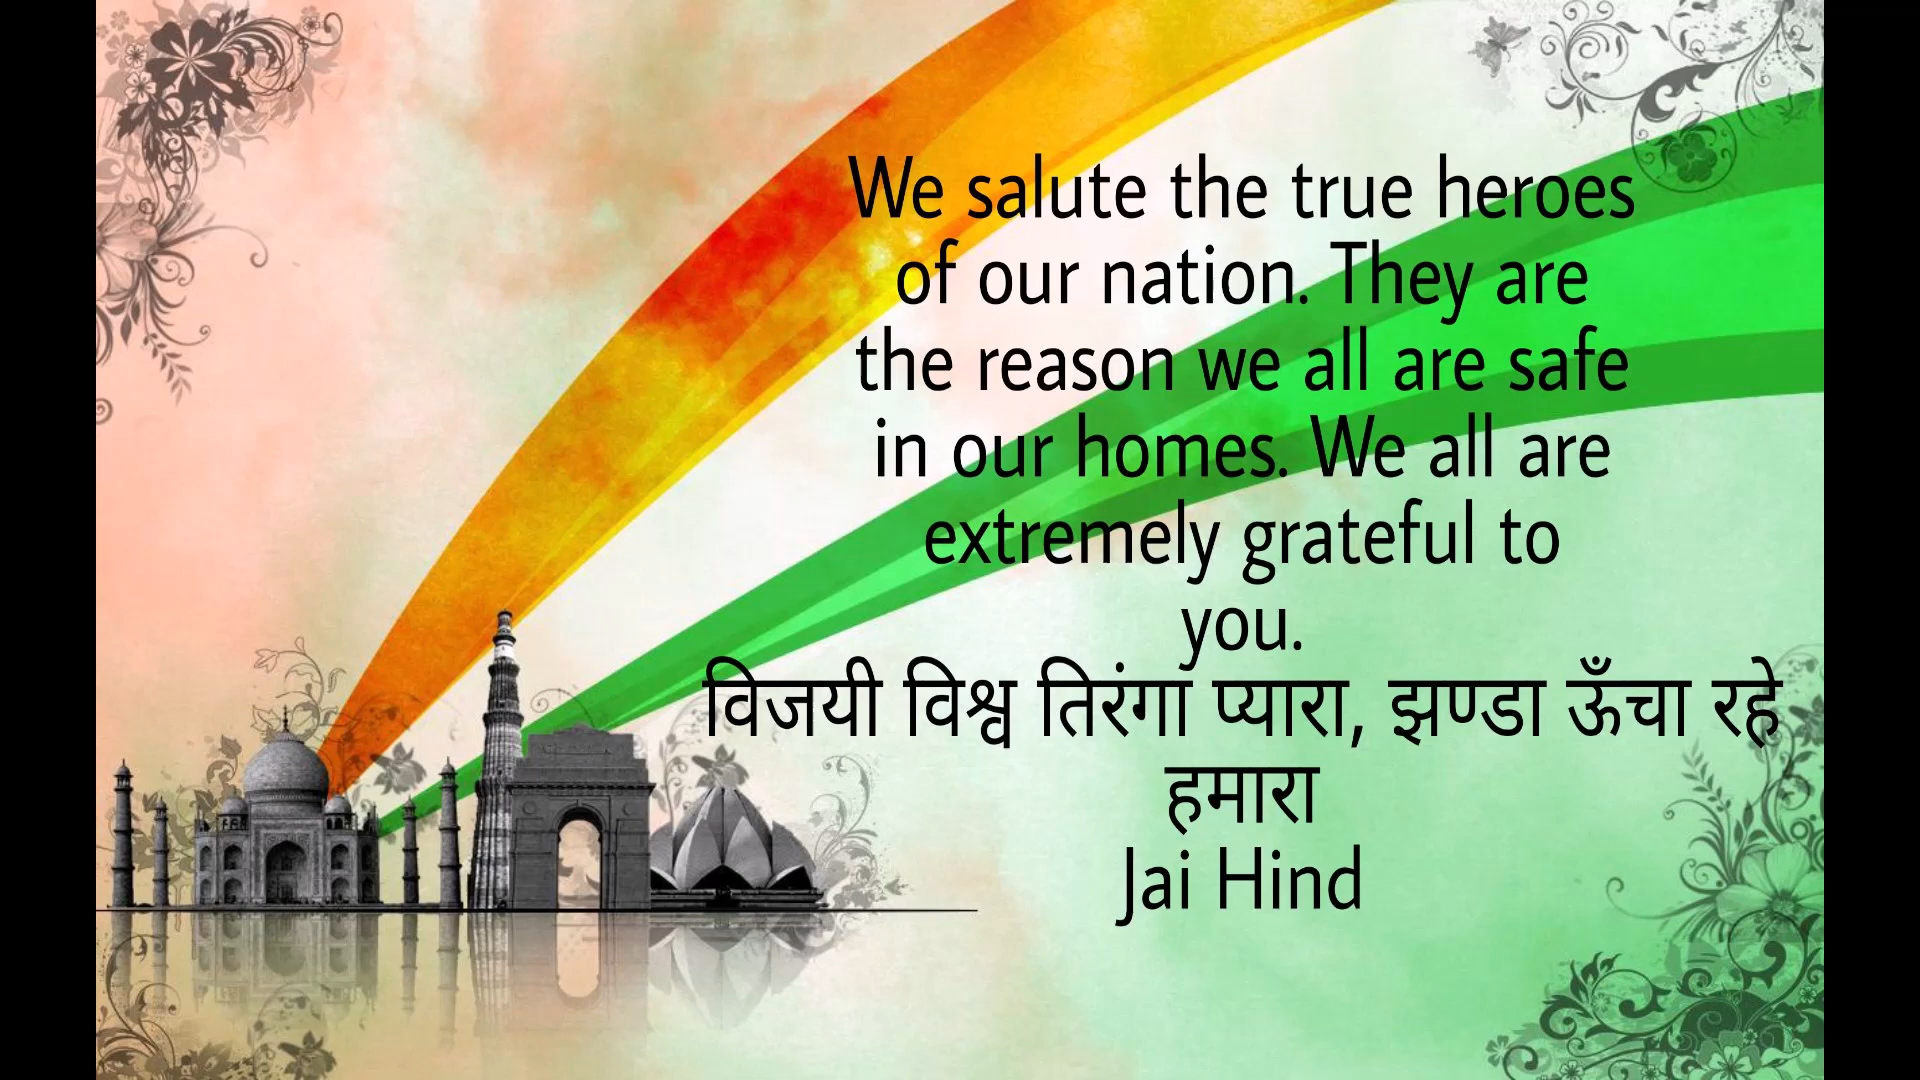 We salute the true heroes
of our nation. They are
the reason we all are safe
in our homes. We all are
extremely grateful to
you.
विजयी विश्व तिरंगा प्यारा, झण्डा ऊँचा रहे
हमारा
Jai Hind